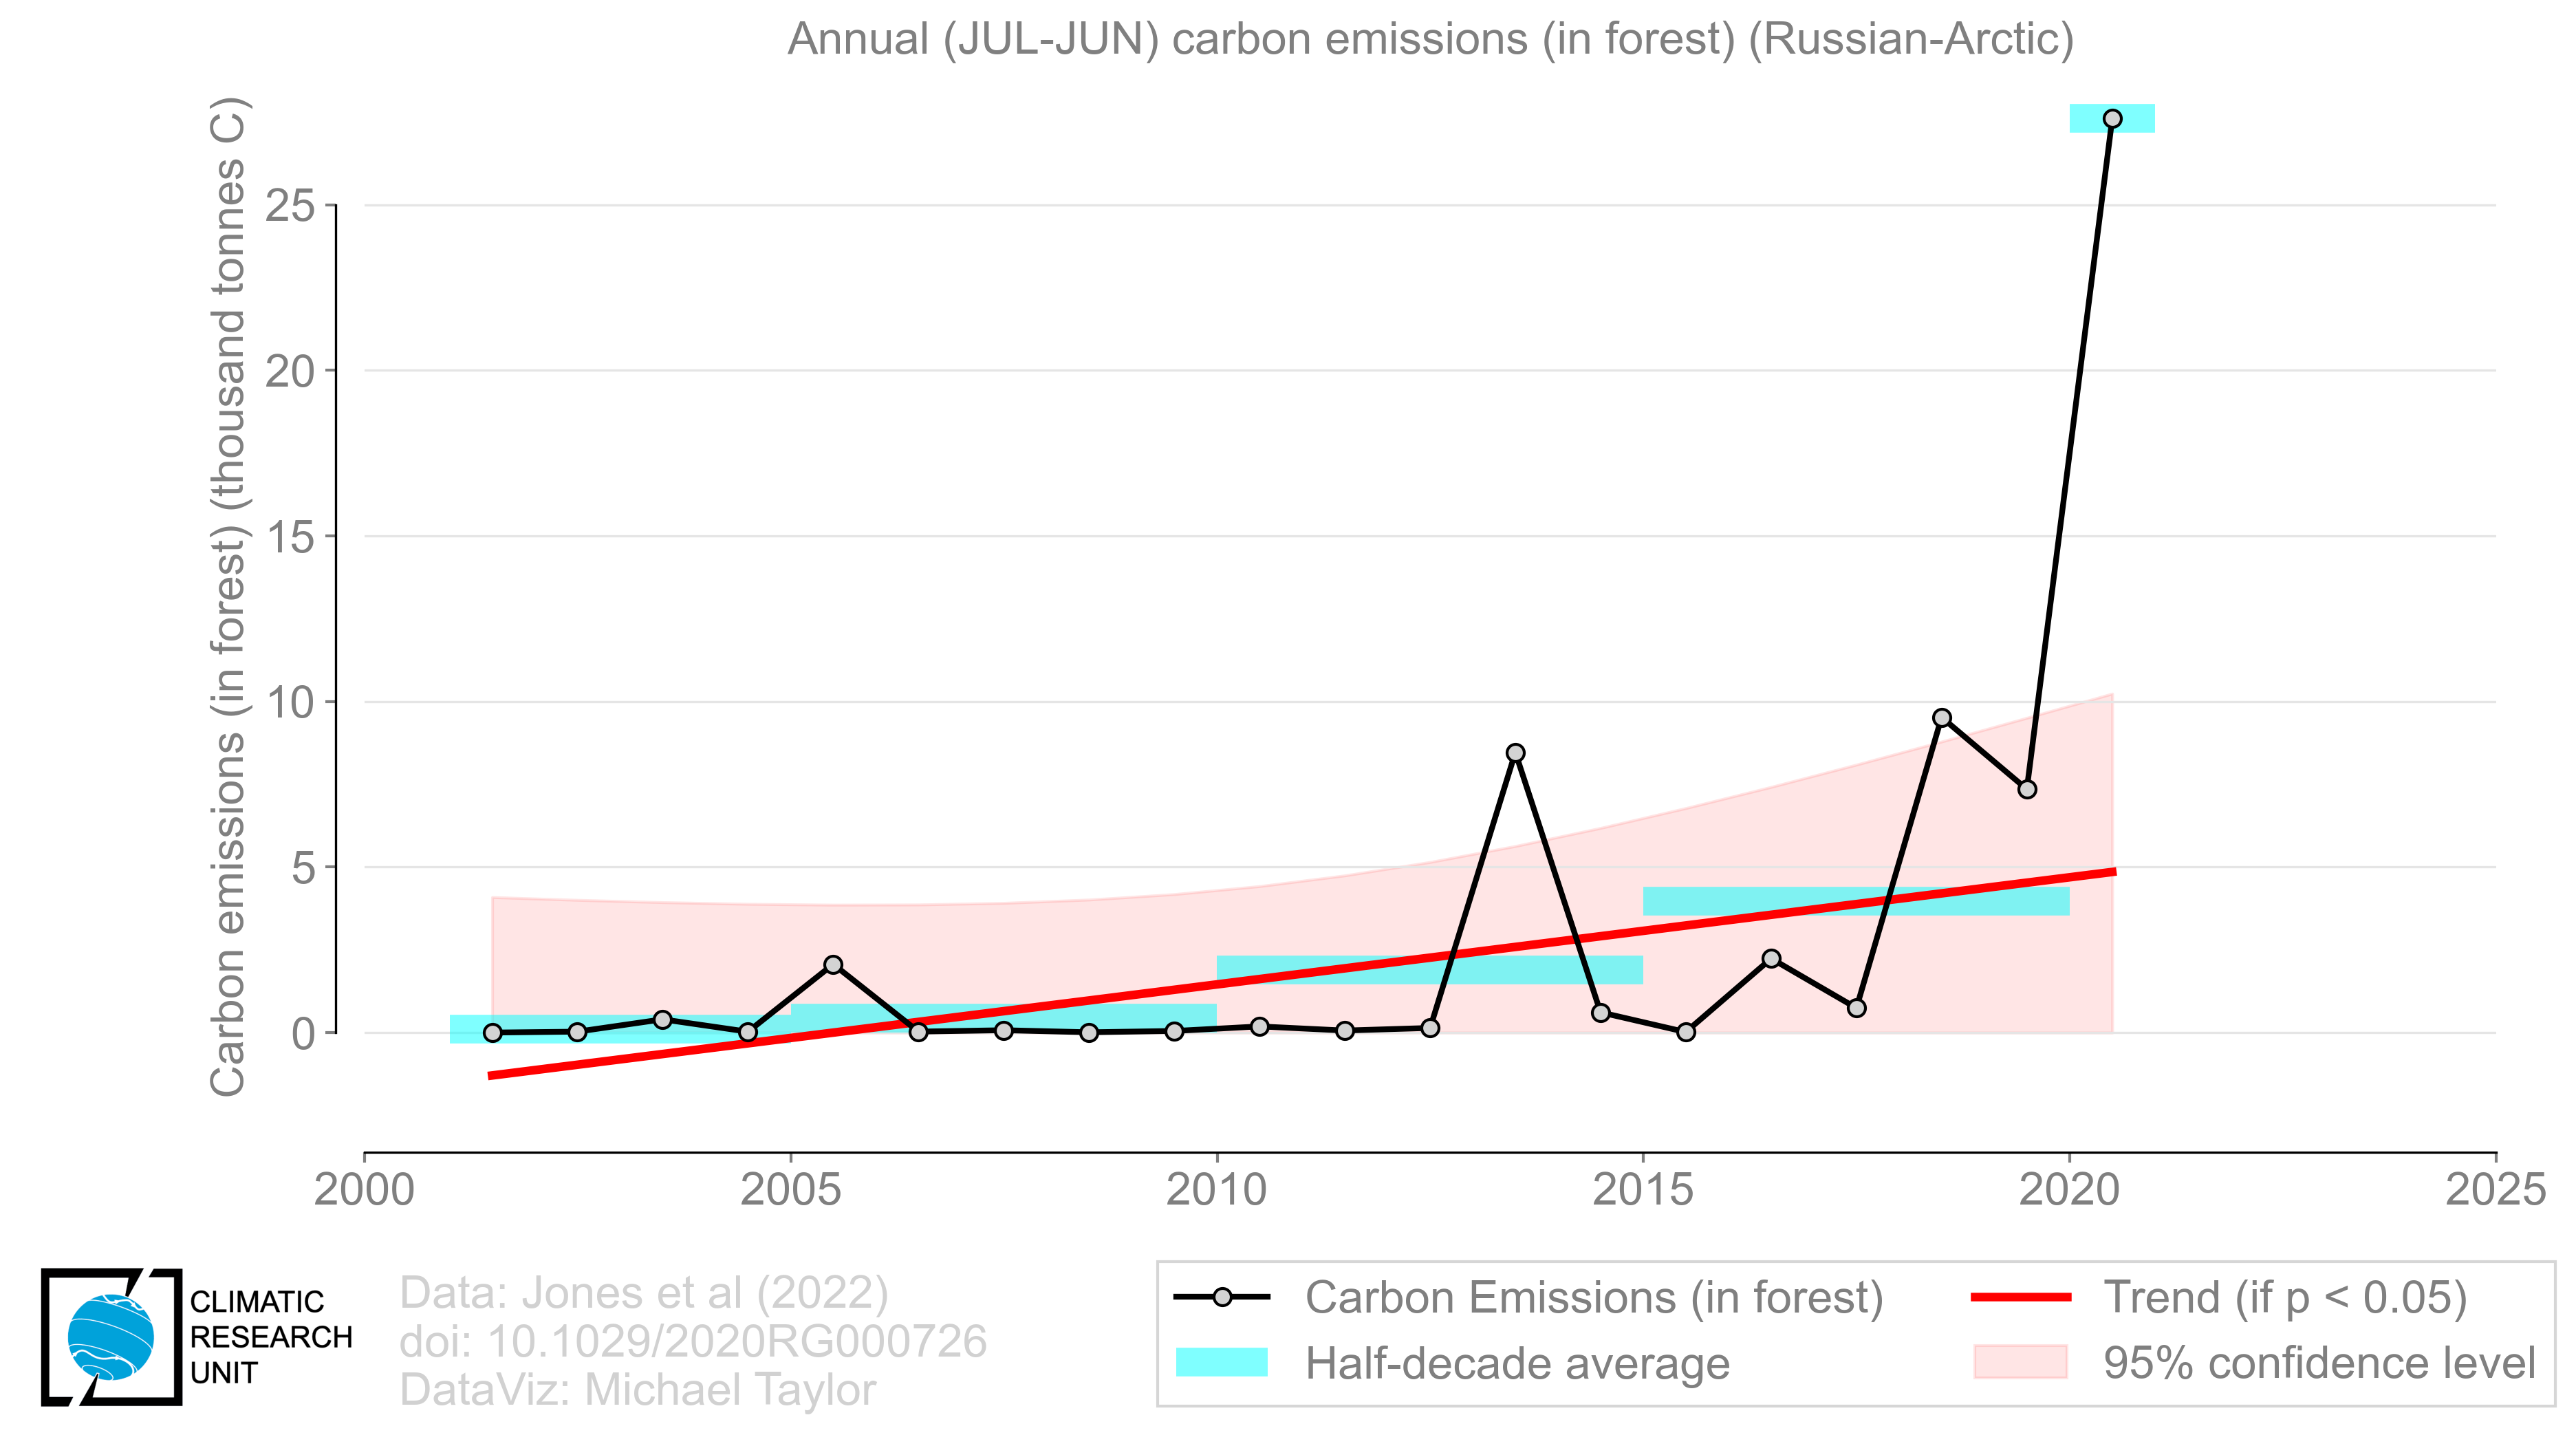 Annual (JUL-JUN) carbon emissions (in forest) (Russian-Arctic)
Carbon emissions (in forest) (thousand tonnes C)
25
20
15
10
5
0
2000
2005
2010
2015
2020
2025
CLIMATIC
RESEARCH
UNIT
Data: Jones et al (2022)
doi: 10.1029/2020RG000726
DataViz: Michael Taylor
Carbon Emissions (in forest)
Half-decade average
Trend (if p < 0.05)
95% confidence level